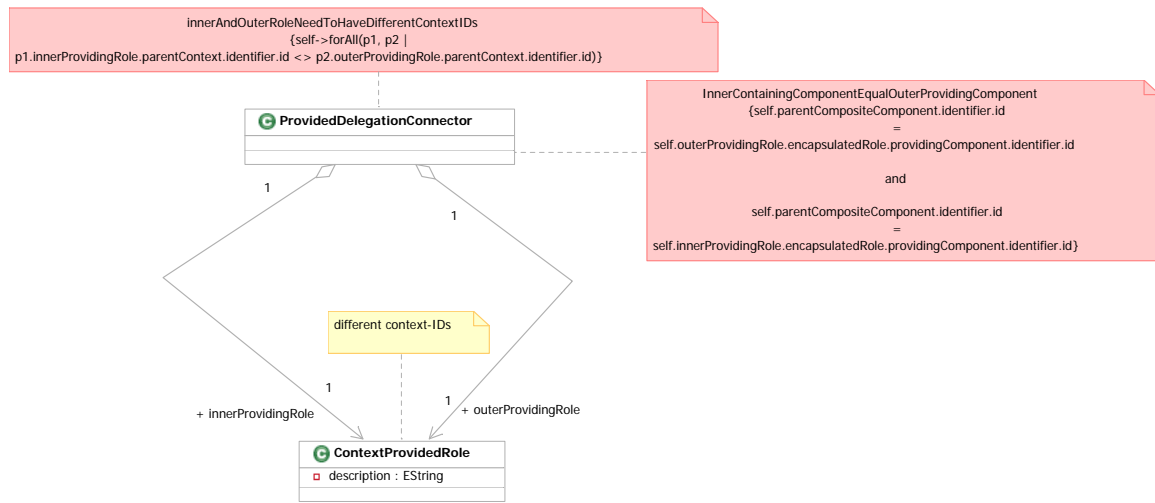 innerAndOuterRoleNeedToHaveDifferentContextIDs
{self->forAll(p1, p2 |
p1.innerProvidingRole.parentContext.identifier.id <> p2.outerProvidingRole.parentContext.identifier.id)}
InnerContainingComponentEqualOuterProvidingComponent
{self.parentCompositeComponent.identifier.id
=
self.outerProvidingRole.encapsulatedRole.providingComponent.identifier.id
and
self.parentCompositeComponent.identifier.id
=
self.innerProvidingRole.encapsulatedRole.providingComponent.identifier.id}
C ProvidedDelegationConnector
1
1
different context-IDs
1
1
+ innerProvidingRole
+ outerProvidingRole
C ContextProvidedRole
description : EString